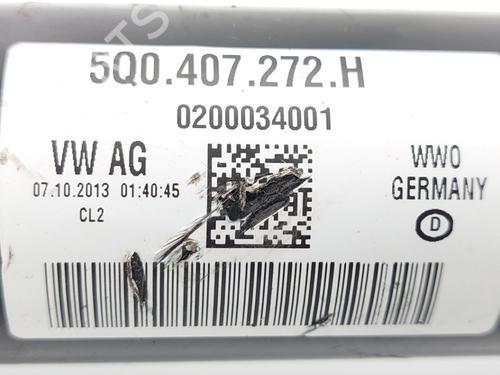 5Q0.407.272.H
0200034001
VW AG
07.10.2013 01:40:45
CL2
WWO
GERMANY
D